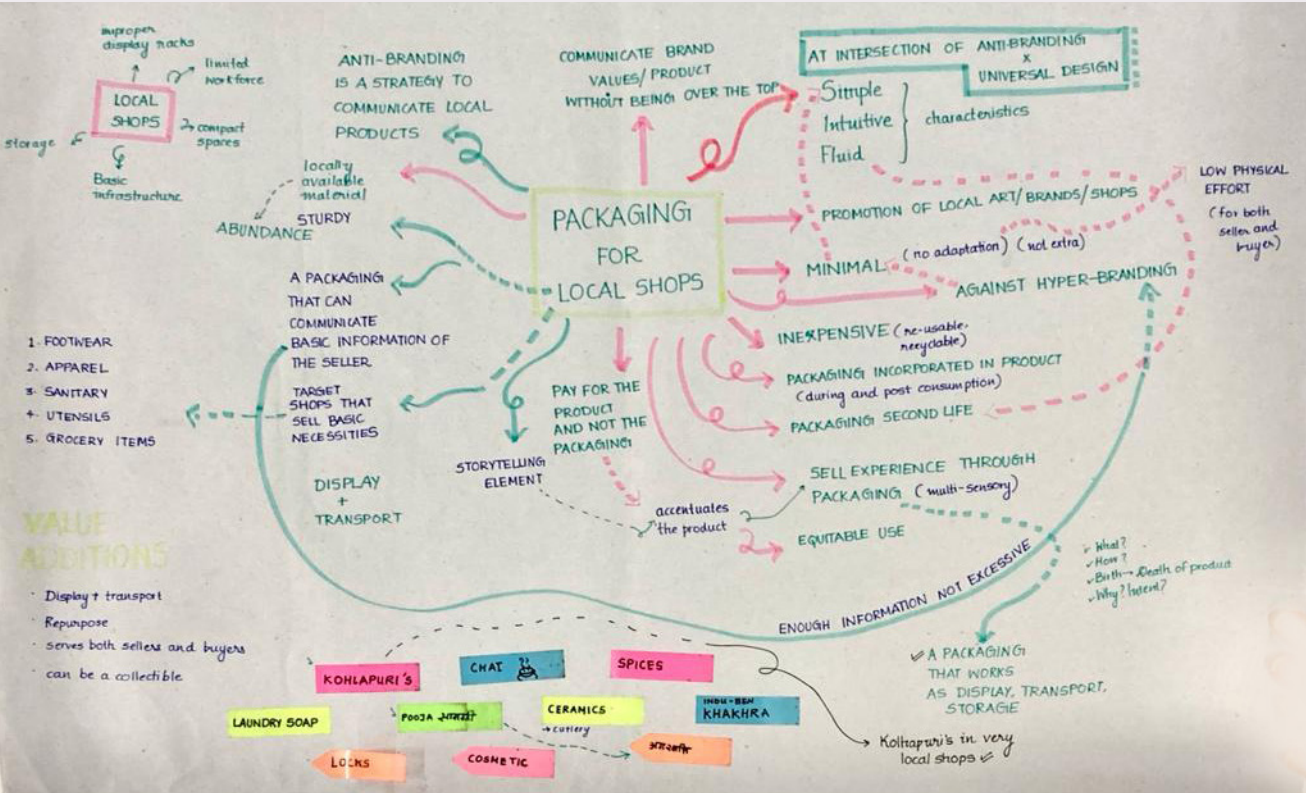 improper
display racks
limited
workforce
LOCAL
SHOPS
compact
spares
storage
Basic
infrastructure
ANTI-BRANDING
IS A STRATEGY TO
COMMUNICATE LOCAL
PRODUCTS
COMMUNICATE BRAND
VALUES/ PRODUCT
WITHOUT BEING OVER THE TOP
AT INTERSECTION OF ANTI-BRANDING
X
UNIVERSAL DESIGN
Simple
Intuitive
Fluid
characteristics
locally
available
material
STURDY
ABUNDANCE
PACKAGING
FOR
LOCAL SHOPS
PROMOTION OF LOCAL ART/BRANDS/SHOPS
LOW PHYSICAL
EFFORT
(for both
seller and
buyer)
MINIMAL (no adaptation) (not extra)
AGAINST HYPER-BRANDING
A PACKAGING
THAT CAN
COMMUNICATE
BASIC INFORMATION OF
THE SELLER
INEXPENSIVE (re-usable,
recyclable)
PACKAGING INCORPORATED IN PRODUCT
(during and post consumption)
PACKAGING SECOND LIFE
1. FOOTWEAR
2. APPAREL
3. SANITARY
4. UTENSILS
5. GROCERY ITEMS
TARGET
SHOPS THAT
SELL BASIC
NECESSITIES
PAY FOR THE
PRODUCT
AND NOT THE
PACKAGING
STORYTELLING
ELEMENT
DISPLAY
+
TRANSPORT
SELL EXPERIENCE THROUGH
PACKAGING (multi-sensory)
accentuates
the product
EQUITABLE USE
VALUE
ADDITIONS
· Display + transport
· Repurpose
· serves both sellers and buyers
· can be a collectible
ENOUGH INFORMATION NOT EXCESSIVE
✓ What?
✓ How?
✓ Birth → Death of product
✓ Why? Intent?
✓ A PACKAGING
THAT WORKS
AS DISPLAY, TRANSPORT,
STORAGE
KOHLAPURI'S
CHAI
SPICES
LAUNDRY SOAP
POOJA सामग्री
CERAMICS
→ cutlery
INDU-BEN
KHAKHRA
LOCKS
COSMETIC
अगरबत्ती
Kolhapuri's in very
local shops ✓